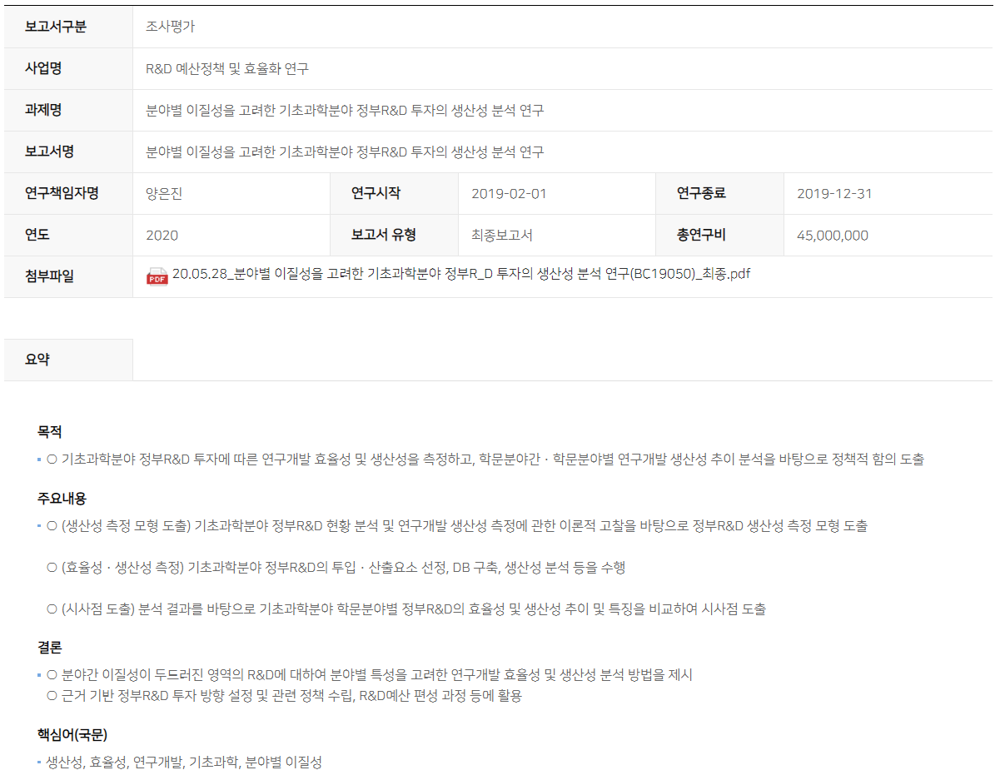 보고서구분 조사평가
사업명 R&D 예산정책 및 효율화 연구
과제명 분야별 이질성을 고려한 기초과학분야 정부R&D 투자의 생산성 분석 연구
보고서명 분야별 이질성을 고려한 기초과학분야 정부R&D 투자의 생산성 분석 연구
연구책임자명 양은진 연구시작 2019-02-01 연구종료 2019-12-31
연도 2020 보고서 유형 최종보고서 총연구비 45,000,000
첨부파일 PDF 20.05.28_분야별 이질성을 고려한 기초과학분야 정부R_D 투자의 생산성 분석 연구(BC19050)_최종.pdf
요약
목적
▪ ○ 기초과학분야 정부R&D 투자에 따른 연구개발 효율성 및 생산성을 측정하고, 학문분야간 · 학문분야별 연구개발 생산성 추이 분석을 바탕으로 정책적 함의 도출
주요내용
▪ ○ (생산성 측정 모형 도출) 기초과학분야 정부R&D 현황 분석 및 연구개발 생산성 측정에 관한 이론적 고찰을 바탕으로 정부R&D 생산성 측정 모형 도출
○ (효율성 · 생산성 측정) 기초과학분야 정부R&D의 투입 · 산출요소 선정, DB 구축, 생산성 분석 등을 수행
○ (시사점 도출) 분석 결과를 바탕으로 기초과학분야 학문분야별 정부R&D의 효율성 및 생산성 추이 및 특징을 비교하여 시사점 도출
결론
▪ ○ 분야간 이질성이 두드러진 영역의 R&D에 대하여 분야별 특성을 고려한 연구개발 효율성 및 생산성 분석 방법을 제시
○ 근거 기반 정부R&D 투자 방향 설정 및 관련 정책 수립, R&D예산 편성 과정 등에 활용
핵심어(국문)
▪ 생산성, 효율성, 연구개발, 기초과학, 분야별 이질성